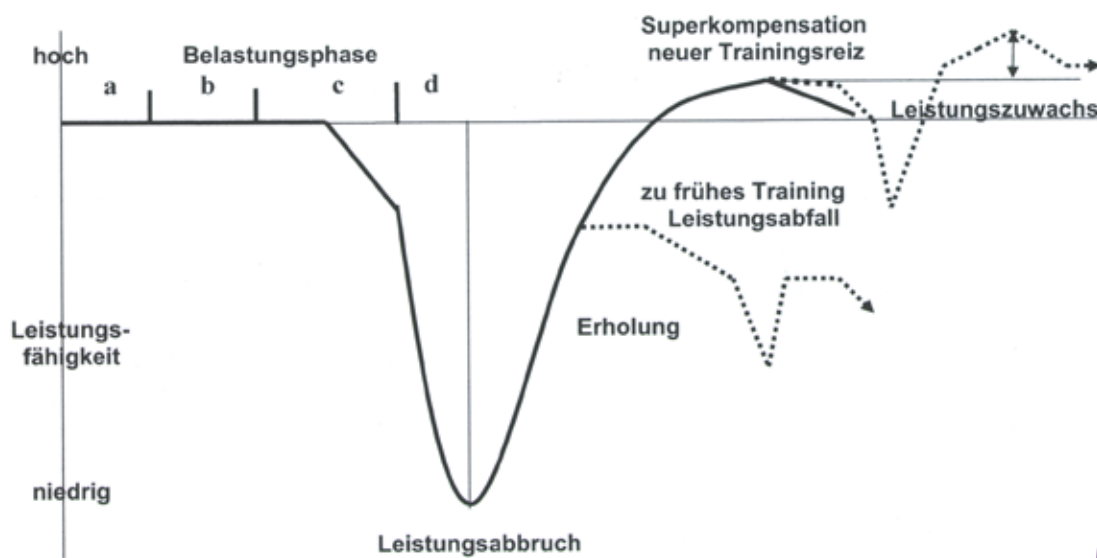 Superkompensation
neuer Trainingsreiz
hoch
Belastungsphase
a b c d
Leistungszuwachs
zu frühes Training
Leistungsabfall
Erholung
Leistungs-
fähigkeit
niedrig
Leistungsabbruch